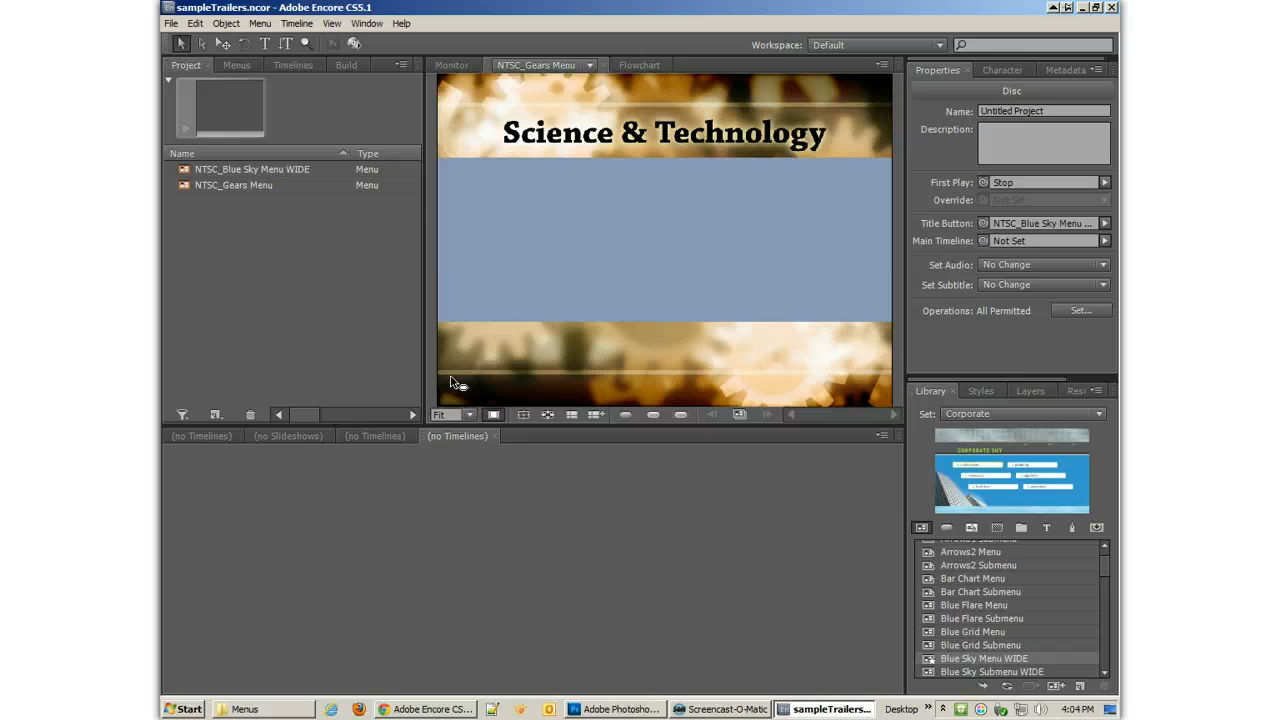 sampleTrailers.ncor - Adobe Encore CS5.1
File Edit Object Menu Timeline View Window Help
Workspace: Default
Project Menus Timelines Build
Monitor NTSC_Gears Menu Flowchart
Properties Character Metadata
Disc
Name: Untitled Project
Description:
Name Type
NTSC_Blue Sky Menu WIDE Menu
NTSC_Gears Menu Menu
Science & Technology
First Play: Stop
Override: Not Set
Title Button: NTSC_Blue Sky Menu ...
Main Timeline: Not Set
Set Audio: No Change
Set Subtitle: No Change
Operations: All Permitted Set...
Library Styles Layers Res
Set: Corporate
CORPORATE SKY
Fit
(no Timelines) (no Slideshows) (no Timelines) (no Timelines)
Arrows1 Submenu
Arrows2 Menu
Arrows2 Submenu
Bar Chart Menu
Bar Chart Submenu
Blue Flare Menu
Blue Flare Submenu
Blue Grid Menu
Blue Grid Submenu
Blue Sky Menu WIDE
Blue Sky Submenu WIDE
Start Menus Adobe Encore CS... Adobe Photosho... Screencast-O-Matic sampleTrailers... Desktop » 4:04 PM